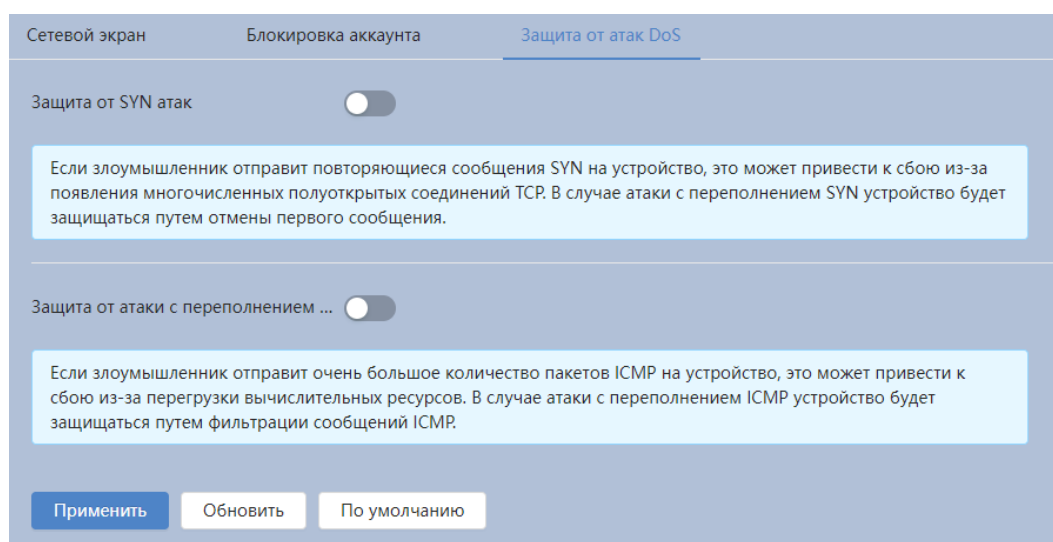 Сетевой экран Блокировка аккаунта Защита от атак DoS
Защита от SYN атак
Если злоумышленник отправит повторяющиеся сообщения SYN на устройство, это может привести к сбою из-за
появления многочисленных полуоткрытых соединений TCP. В случае атаки с переполнением SYN устройство будет
защищаться путем отмены первого сообщения.
Защита от атаки с переполнением ...
Если злоумышленник отправит очень большое количество пакетов ICMP на устройство, это может привести к
сбою из-за перегрузки вычислительных ресурсов. В случае атаки с переполнением ICMP устройство будет
защищаться путем фильтрации сообщений ICMP.
Применить Обновить По умолчанию